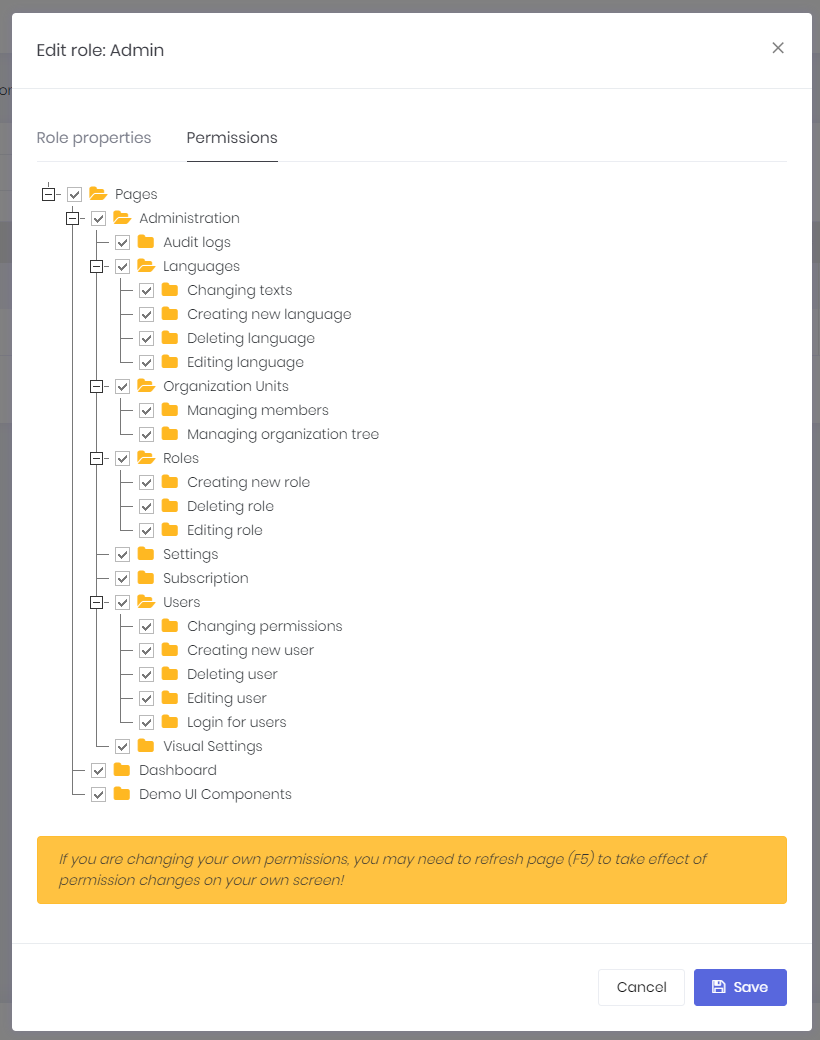 Edit role: Admin
Role properties Permissions
Pages
Administration
Audit logs
Languages
Changing texts
Creating new language
Deleting language
Editing language
Organization Units
Managing members
Managing organization tree
Roles
Creating new role
Deleting role
Editing role
Settings
Subscription
Users
Changing permissions
Creating new user
Deleting user
Editing user
Login for users
Visual Settings
Dashboard
Demo UI Components
If you are changing your own permissions, you may need to refresh page (F5) to take effect of
permission changes on your own screen!
Cancel Save